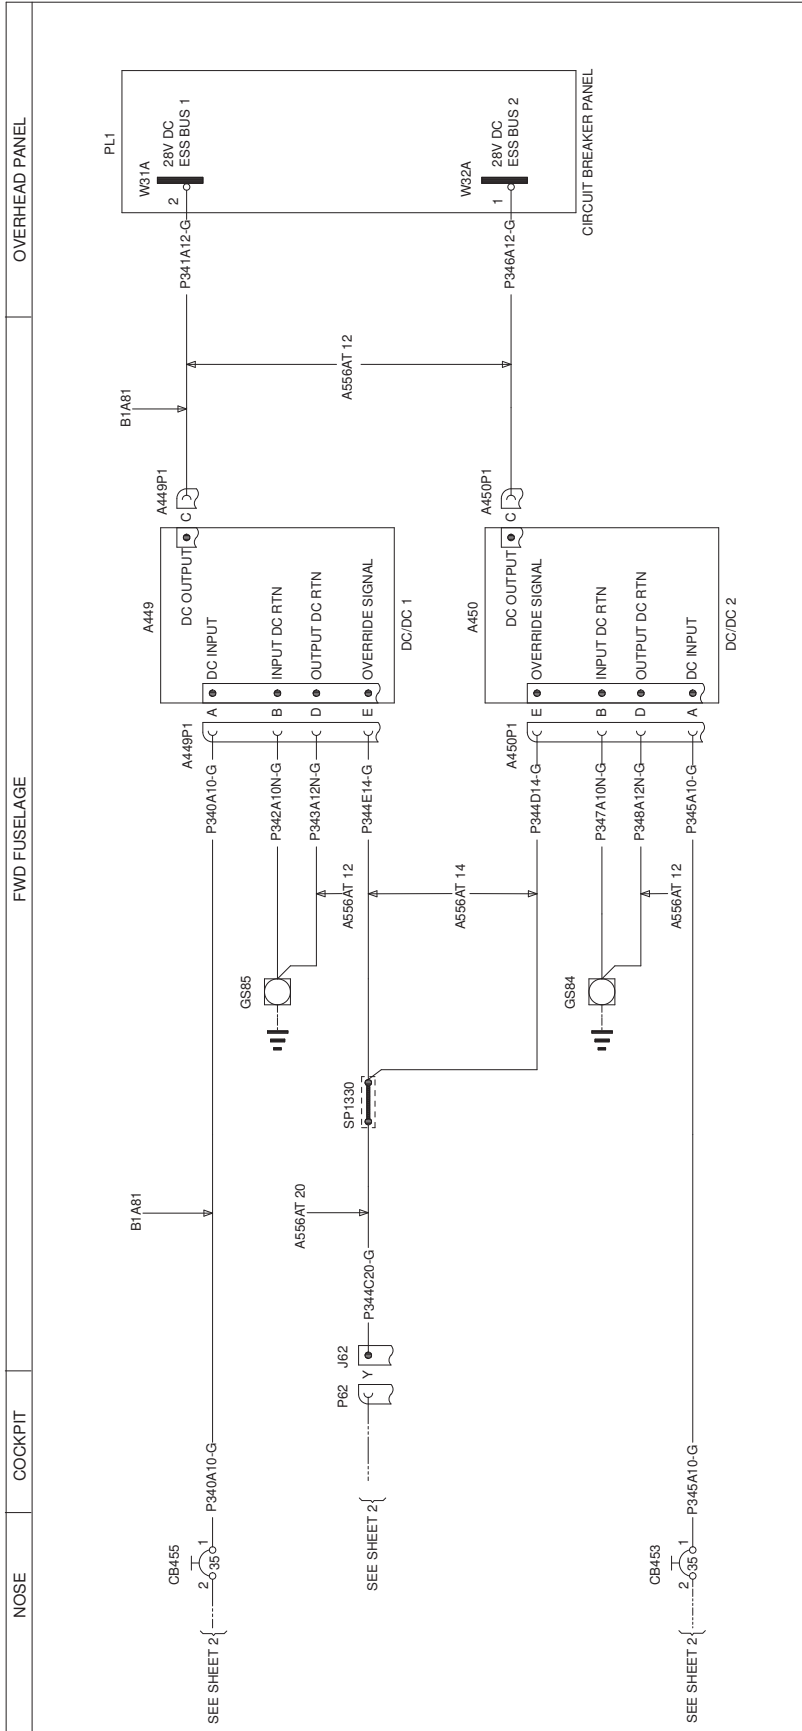 NOSE
COCKPIT
FWD FUSELAGE
OVERHEAD PANEL
PL1
W31A
28V DC
ESS BUS 1
2
P341A12-G
W32A
28V DC
ESS BUS 2
1
P346A12-G
CIRCUIT BREAKER PANEL
B1A81
A556AT 12
A449P1
C
A449
DC OUTPUT
DC INPUT
INPUT DC RTN
OUTPUT DC RTN
OVERRIDE SIGNAL
DC/DC 1
A449P1
A
B
D
E
P340A10-G
P342A10N-G
P343A12N-G
P344E14-G
A450P1
C
A450
DC OUTPUT
OVERRIDE SIGNAL
INPUT DC RTN
OUTPUT DC RTN
DC INPUT
DC/DC 2
A450P1
E
B
D
A
P344D14-G
P347A10N-G
P348A12N-G
P345A10-G
A556AT 12
A556AT 14
A556AT 12
GS85
GS84
SP1330
B1A81
A556AT 20
P344C20-G
J62
Y
P62
SEE SHEET 2
P340A10-G
CB455
1
35
2
SEE SHEET 2
P345A10-G
CB453
1
35
2
SEE SHEET 2